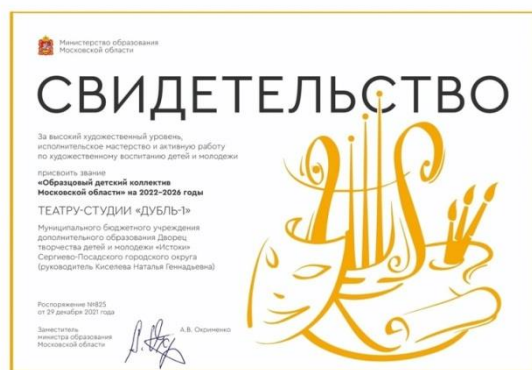 Министерство образования
Московской области
СВИДЕТЕЛЬСТВО
За высокий художественный уровень,
исполнительское мастерство и активную работу
по художественному воспитанию детей и молодежи
присвоить звание
«Образцовый детский коллектив
Московской области» на 2022-2026 годы
ТЕАТРУ-СТУДИИ «ДУБЛЬ-1»
Муниципального бюджетного учреждения
дополнительного образования Дворец
творчества детей и молодежи «Истоки»
Сергиево-Посадского городского округа
(руководитель Киселева Наталья Геннадьевна)
Распоряжение №Р825
от 29 декабря 2021 года
Заместитель
министра образования
Московской области
А.В. Охрименко